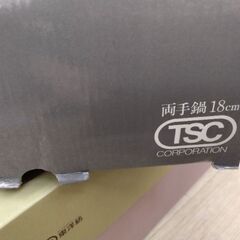 両手鍋 18cm
TSC
CORPORATION